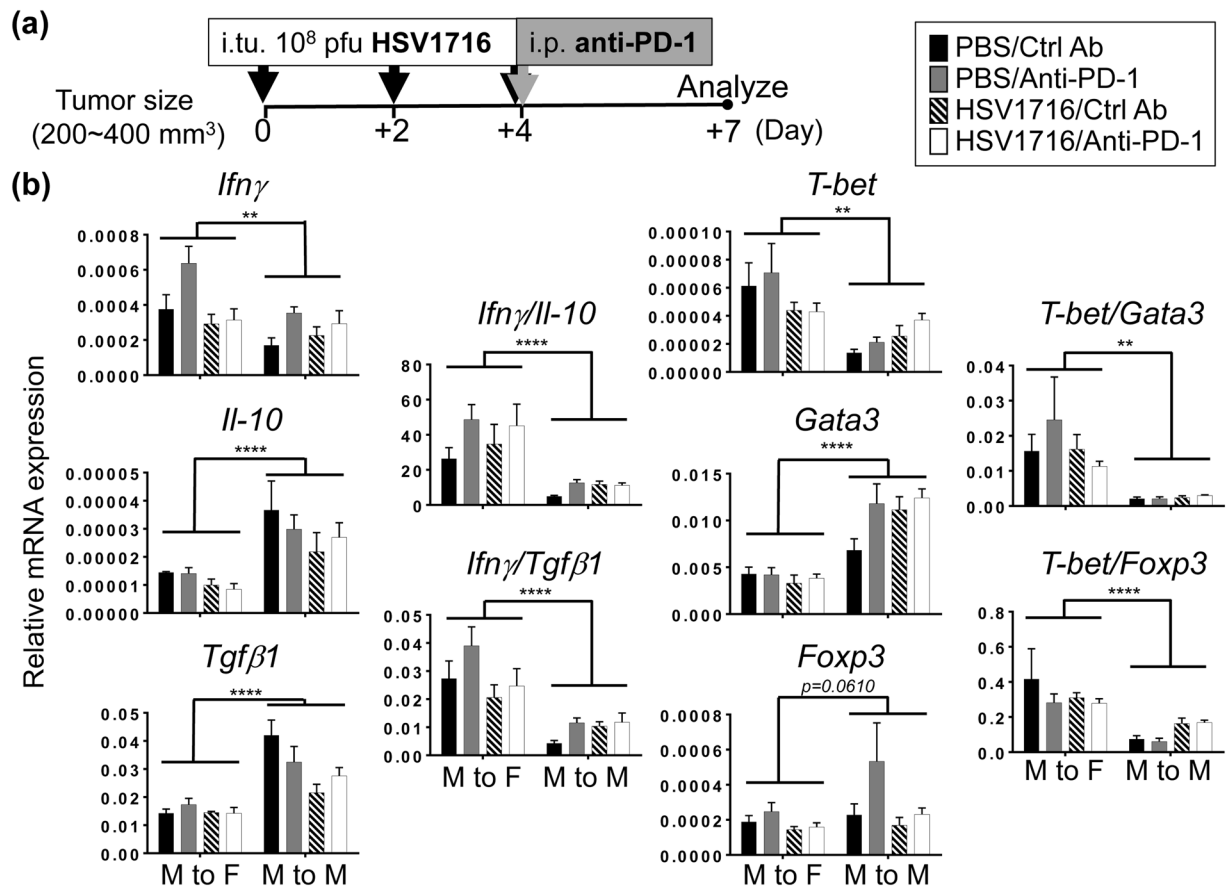 (a)
i.tu. 10⁸ pfu HSV1716
i.p. anti-PD-1
Tumor size
(200~400 mm³)
Analyze
0
+2
+4
+7
(Day)
PBS/Ctrl Ab
PBS/Anti-PD-1
HSV1716/Ctrl Ab
HSV1716/Anti-PD-1
(b)
Relative mRNA expression
Ifnγ
**
0.0008
0.0006
0.0004
0.0002
0.0000
Il-10
****
0.00005
0.00004
0.00003
0.00002
0.00001
0.00000
Tgfβ1
****
0.05
0.04
0.03
0.02
0.01
0.00
M to F
M to M
Ifnγ/Il-10
****
80
60
40
20
0
Ifnγ/Tgfβ1
****
0.05
0.04
0.03
0.02
0.01
0.0
M to F
M to M
T-bet
**
0.00010
0.00008
0.00006
0.00004
0.00002
0.00000
Gata3
****
0.015
0.010
0.005
0.000
Foxp3
p=0.0610
0.0008
0.0006
0.0004
0.0002
0.0000
M to F
M to M
T-bet/Gata3
**
0.04
0.03
0.02
0.01
0.0
T-bet/Foxp3
****
0.8
0.6
0.4
0.2
0.0
M to F
M to M